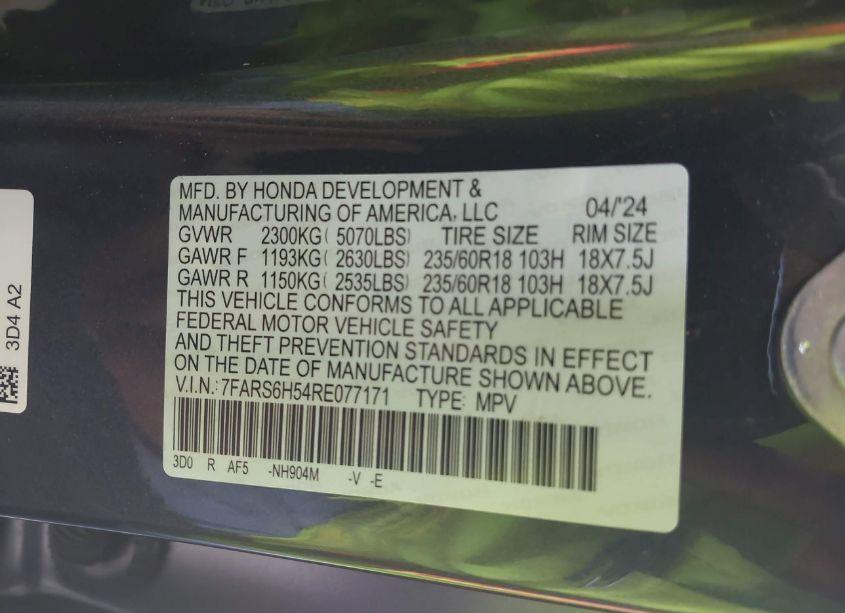 MFD. BY HONDA DEVELOPMENT &
MANUFACTURING OF AMERICA, LLC 04/'24
GVWR 2300KG( 5070LBS) TIRE SIZE RIM SIZE
GAWR F 1193KG( 2630LBS) 235/60R18 103H 18X7.5J
GAWR R 1150KG( 2535LBS) 235/60R18 103H 18X7.5J
THIS VEHICLE CONFORMS TO ALL APPLICABLE
FEDERAL MOTOR VEHICLE SAFETY
AND THEFT PREVENTION STANDARDS IN EFFECT
ON THE DATE OF MANUFACTURE SHOWN ABOVE.
V.I.N.: 7FARS6H54RE077171 TYPE: MPV
3D0 R AF5 -NH904M -V -E
3D4 A2